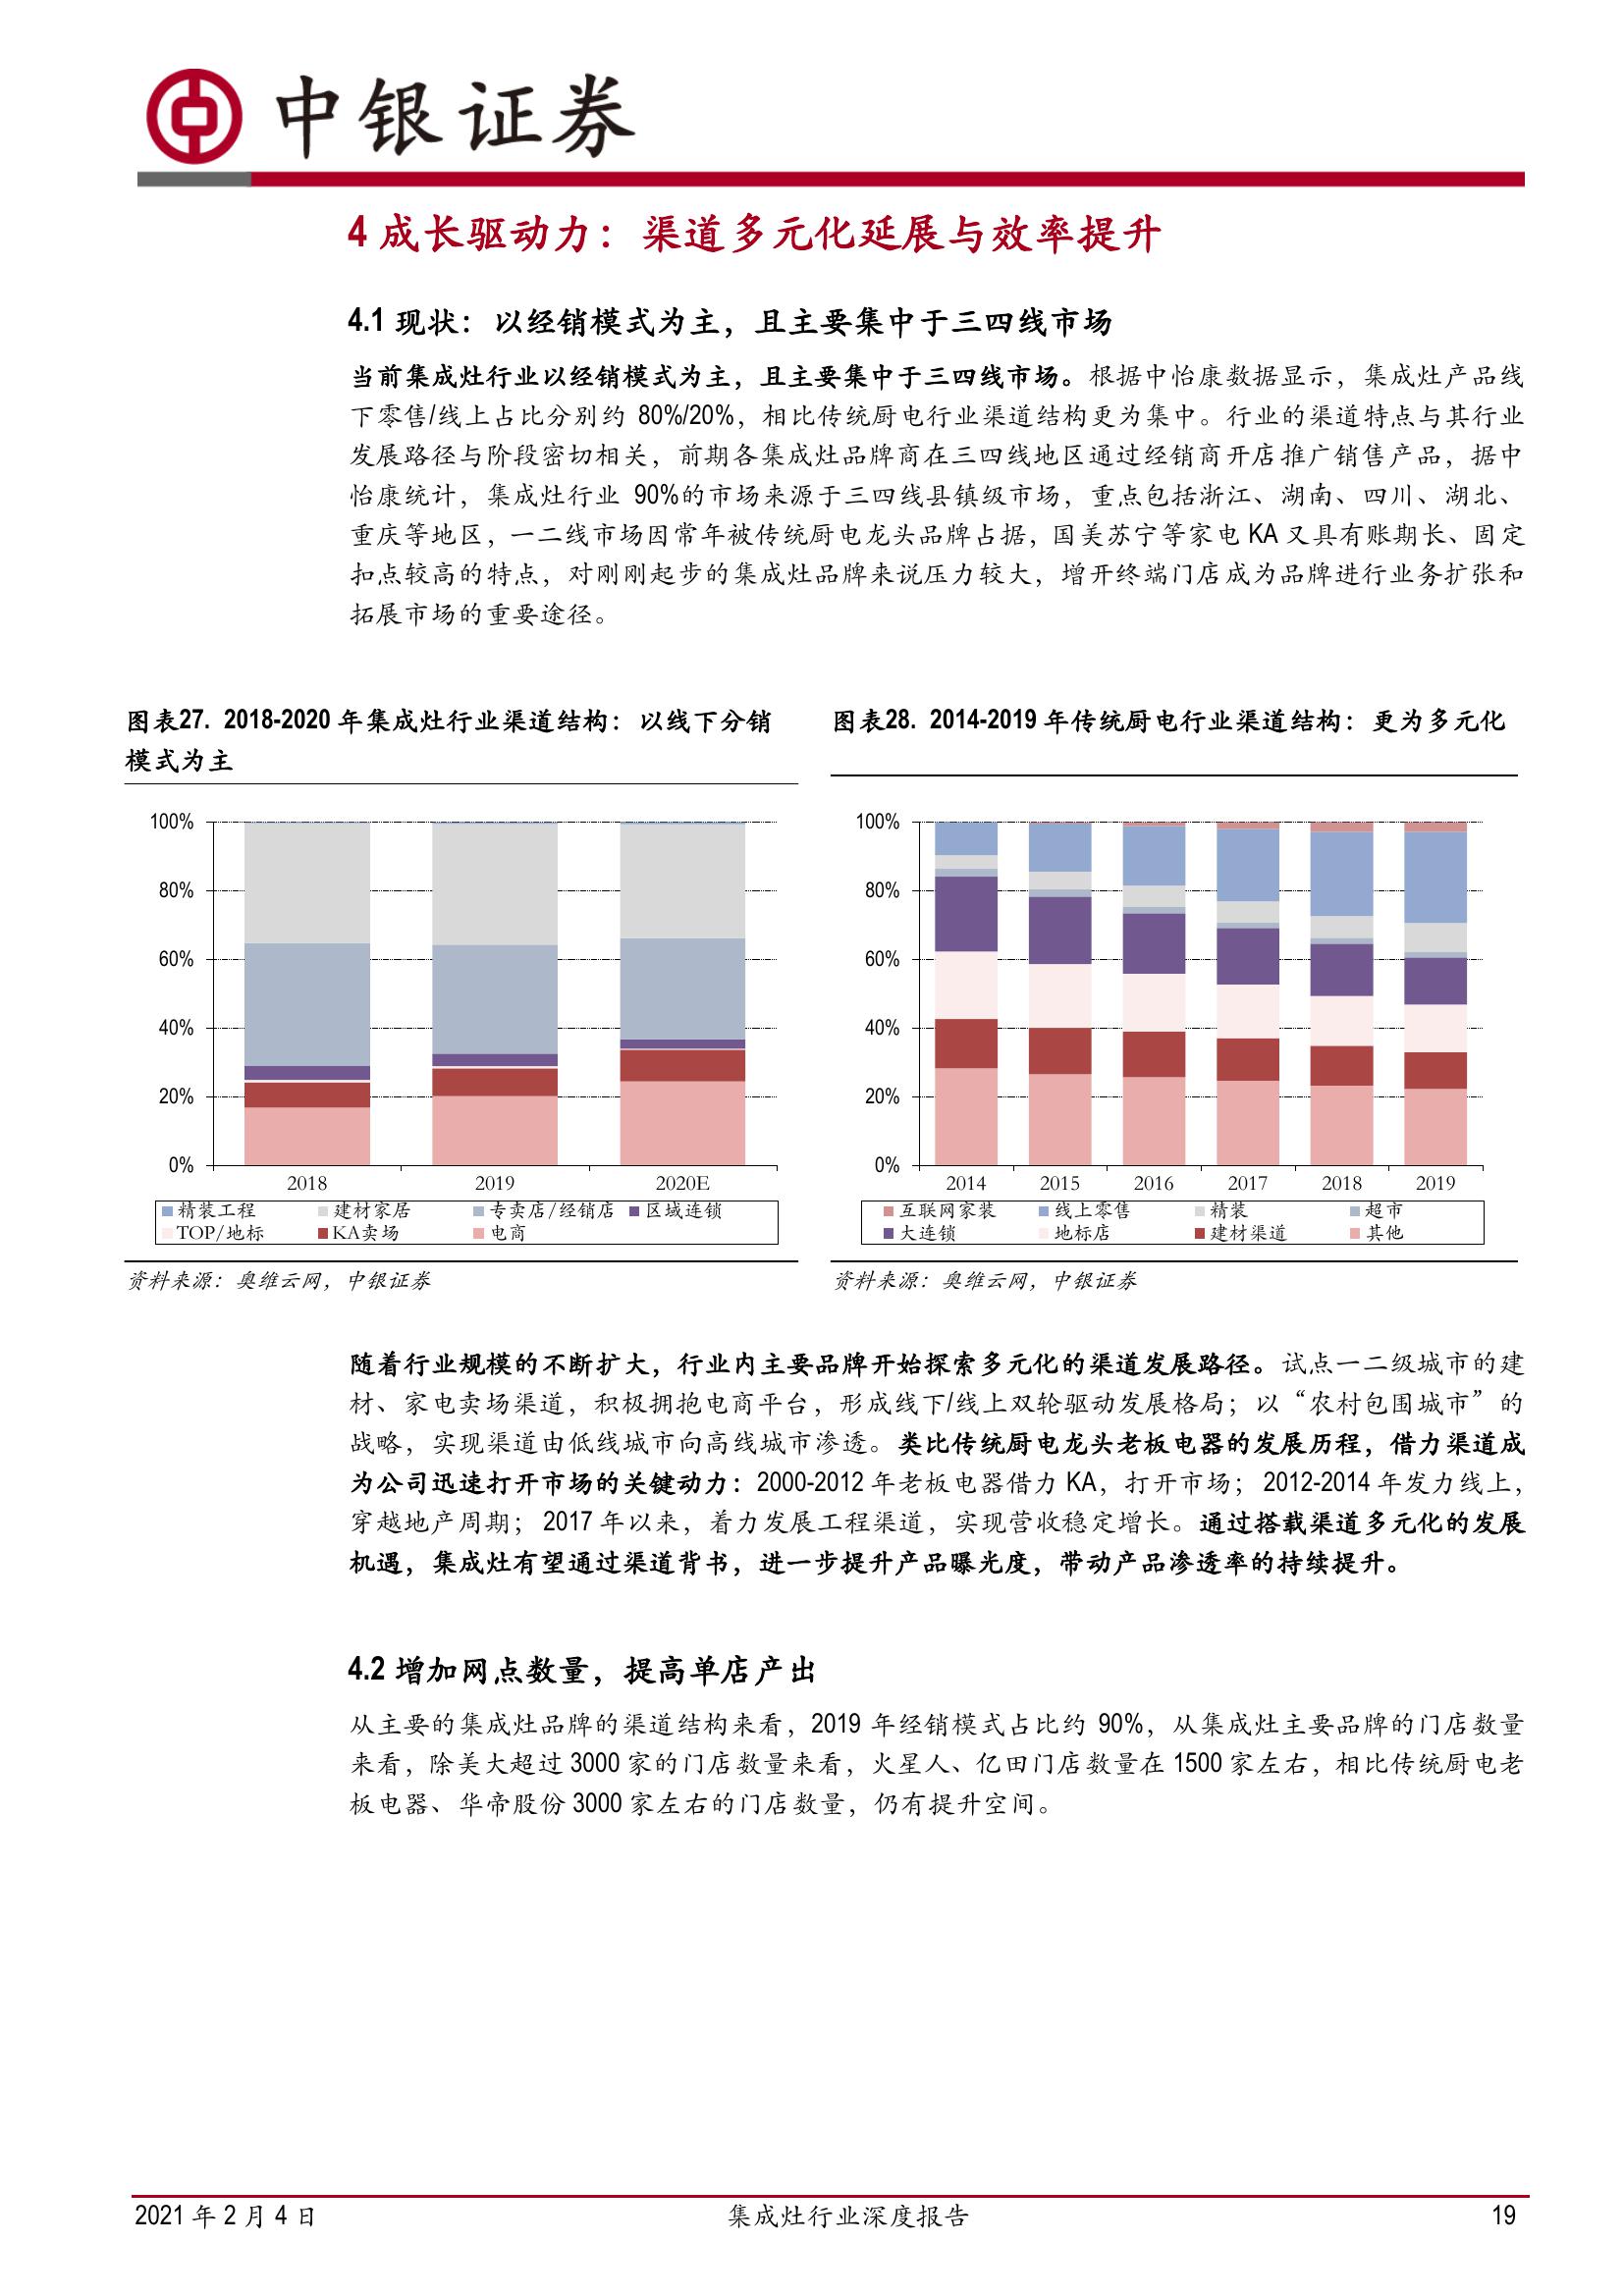 中银证券
4 成长驱动力：渠道多元化延展与效率提升
4.1 现状：以经销模式为主，且主要集中于三四线市场
当前集成灶行业以经销模式为主，且主要集中于三四线市场。根据中怡康数据显示，集成灶产品线
下零售/线上占比分别约 80%/20%，相比传统厨电行业渠道结构更为集中。行业的渠道特点与其行业
发展路径与阶段密切相关，前期各集成灶品牌商在三四线地区通过经销商开店推广销售产品，据中
怡康统计，集成灶行业 90%的市场来源于三四线县镇级市场，重点包括浙江、湖南、四川、湖北、
重庆等地区，一二线市场因常年被传统厨电龙头品牌占据，国美苏宁等家电 KA 又具有账期长、固定
扣点较高的特点，对刚刚起步的集成灶品牌来说压力较大，增开终端门店成为品牌进行业务扩张和
拓展市场的重要途径。
图表27. 2018-2020 年集成灶行业渠道结构：以线下分销
模式为主
100%
80%
60%
40%
20%
0%
2018 2019 2020E
精装工程 建材家居 专卖店/经销店 区域连锁
TOP/地标 KA卖场 电商
资料来源：奥维云网，中银证券
图表28. 2014-2019 年传统厨电行业渠道结构：更为多元化
100%
80%
60%
40%
20%
0%
2014 2015 2016 2017 2018 2019
互联网家装 线上零售 精装 超市
大连锁 地标店 建材渠道 其他
资料来源：奥维云网，中银证券
随着行业规模的不断扩大，行业内主要品牌开始探索多元化的渠道发展路径。试点一二级城市的建
材、家电卖场渠道，积极拥抱电商平台，形成线下/线上双轮驱动发展格局；以“农村包围城市”的
战略，实现渠道由低线城市向高线城市渗透。类比传统厨电龙头老板电器的发展历程，借力渠道成
为公司迅速打开市场的关键动力：2000-2012 年老板电器借力 KA，打开市场；2012-2014 年发力线上，
穿越地产周期；2017 年以来，着力发展工程渠道，实现营收稳定增长。通过搭载渠道多元化的发展
机遇，集成灶有望通过渠道背书，进一步提升产品曝光度，带动产品渗透率的持续提升。
4.2 增加网点数量，提高单店产出
从主要的集成灶品牌的渠道结构来看，2019 年经销模式占比约 90%，从集成灶主要品牌的门店数量
来看，除美大超过 3000 家的门店数量来看，火星人、亿田门店数量在 1500 家左右，相比传统厨电老
板电器、华帝股份 3000 家左右的门店数量，仍有提升空间。
2021 年 2 月 4 日 集成灶行业深度报告 19